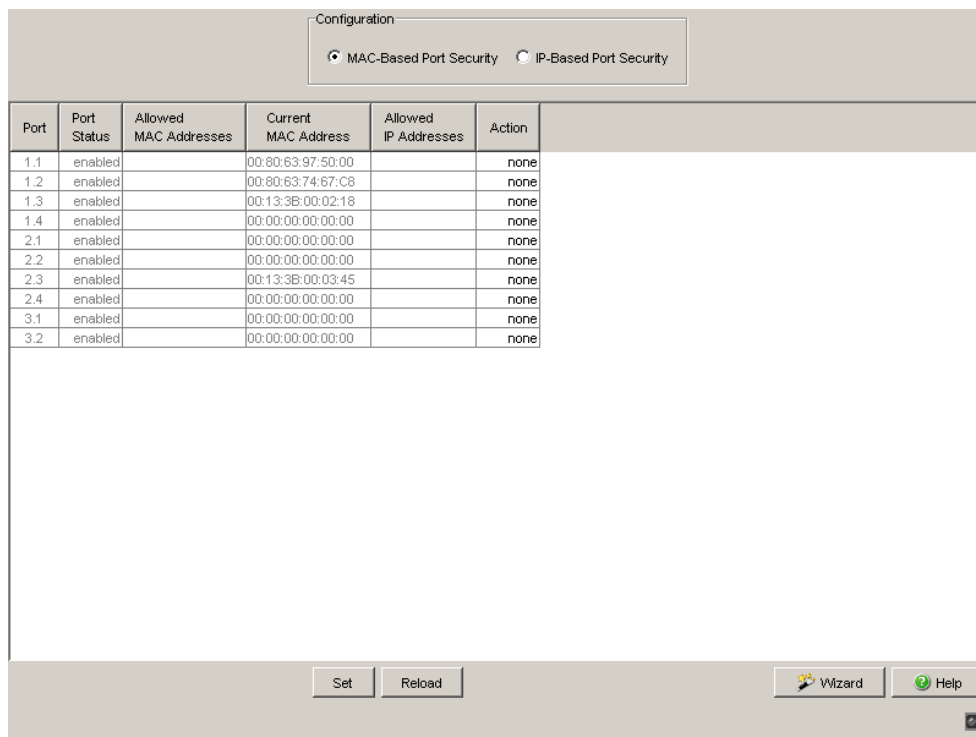 Configuration
MAC-Based Port Security IP-Based Port Security
Port Port Status Allowed MAC Addresses Current MAC Address Allowed IP Addresses Action
1.1 enabled 00:80:63:97:50:00 none
1.2 enabled 00:80:63:74:67:C8 none
1.3 enabled 00:13:3B:00:02:18 none
1.4 enabled 00:00:00:00:00:00 none
2.1 enabled 00:00:00:00:00:00 none
2.2 enabled 00:00:00:00:00:00 none
2.3 enabled 00:13:3B:00:03:45 none
2.4 enabled 00:00:00:00:00:00 none
3.1 enabled 00:00:00:00:00:00 none
3.2 enabled 00:00:00:00:00:00 none
Set Reload Wizard Help